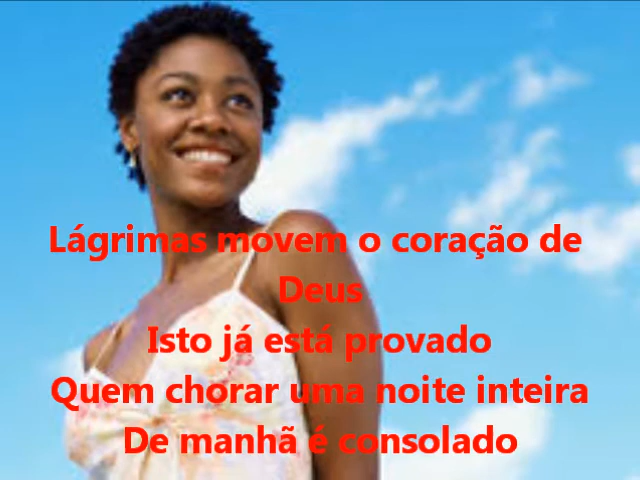 Lágrimas movem o coração de
Deus
Isto já está provado
Quem chorar uma noite inteira
De manhã é consolado